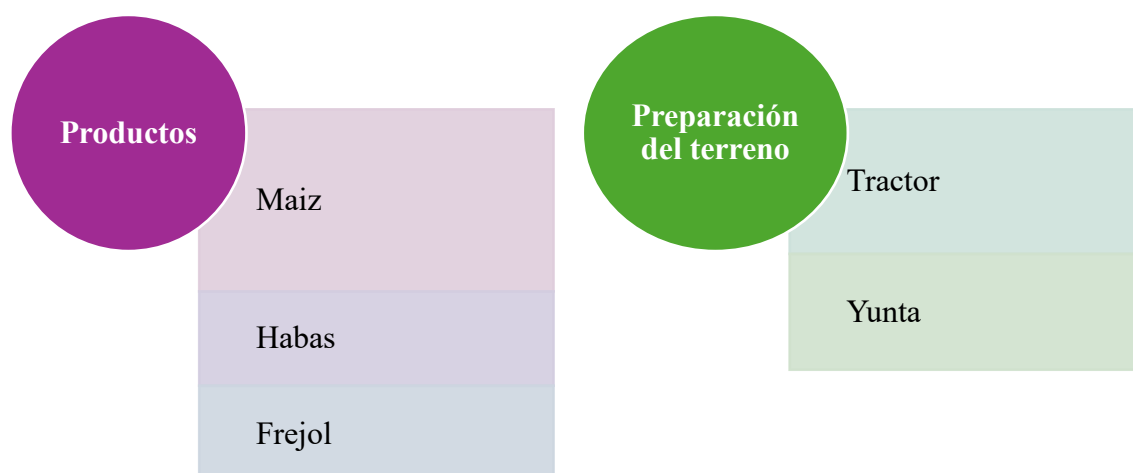 Productos
Maiz
Habas
Frejol
Preparación
del terreno
Tractor
Yunta